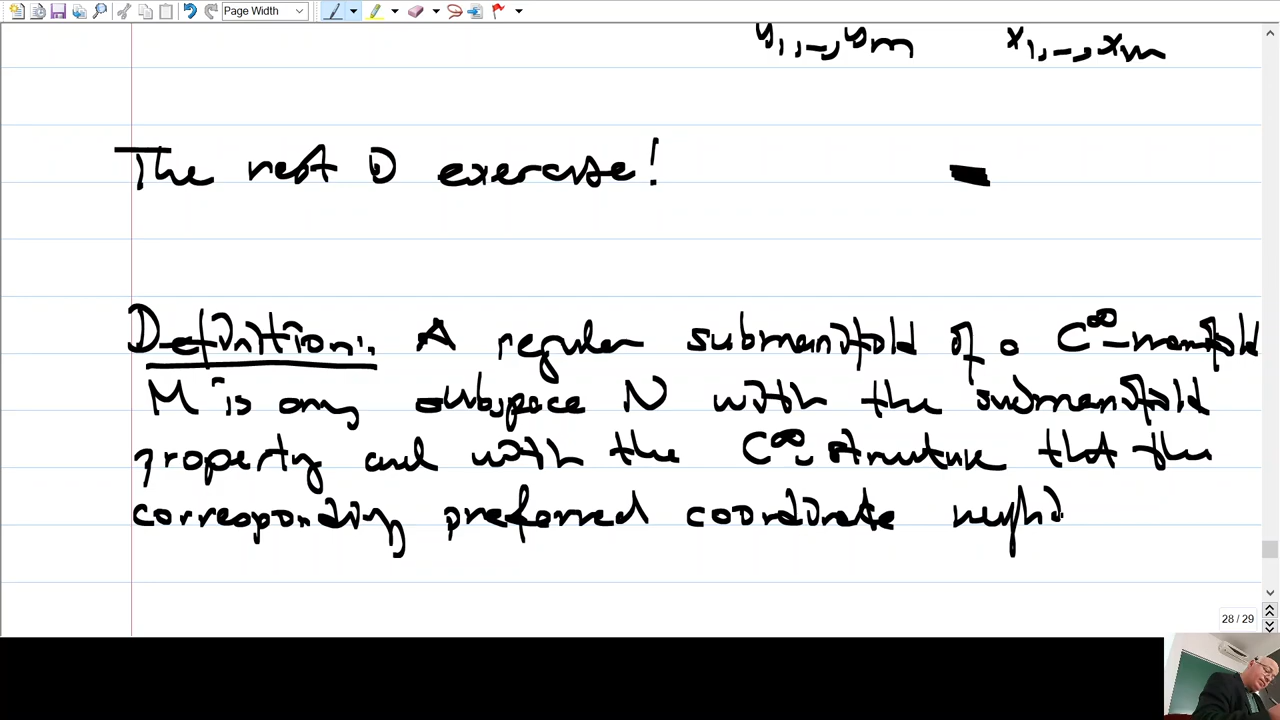 Page Width
y1,–,ym x1,–,xm
The rest D exercise!
Definition: A regular submanifold of a C∞-manifold
M is any subspace N with the submanifold
property and with the C∞-structure that the
corresponding preferred coordinate neighb
28 / 29